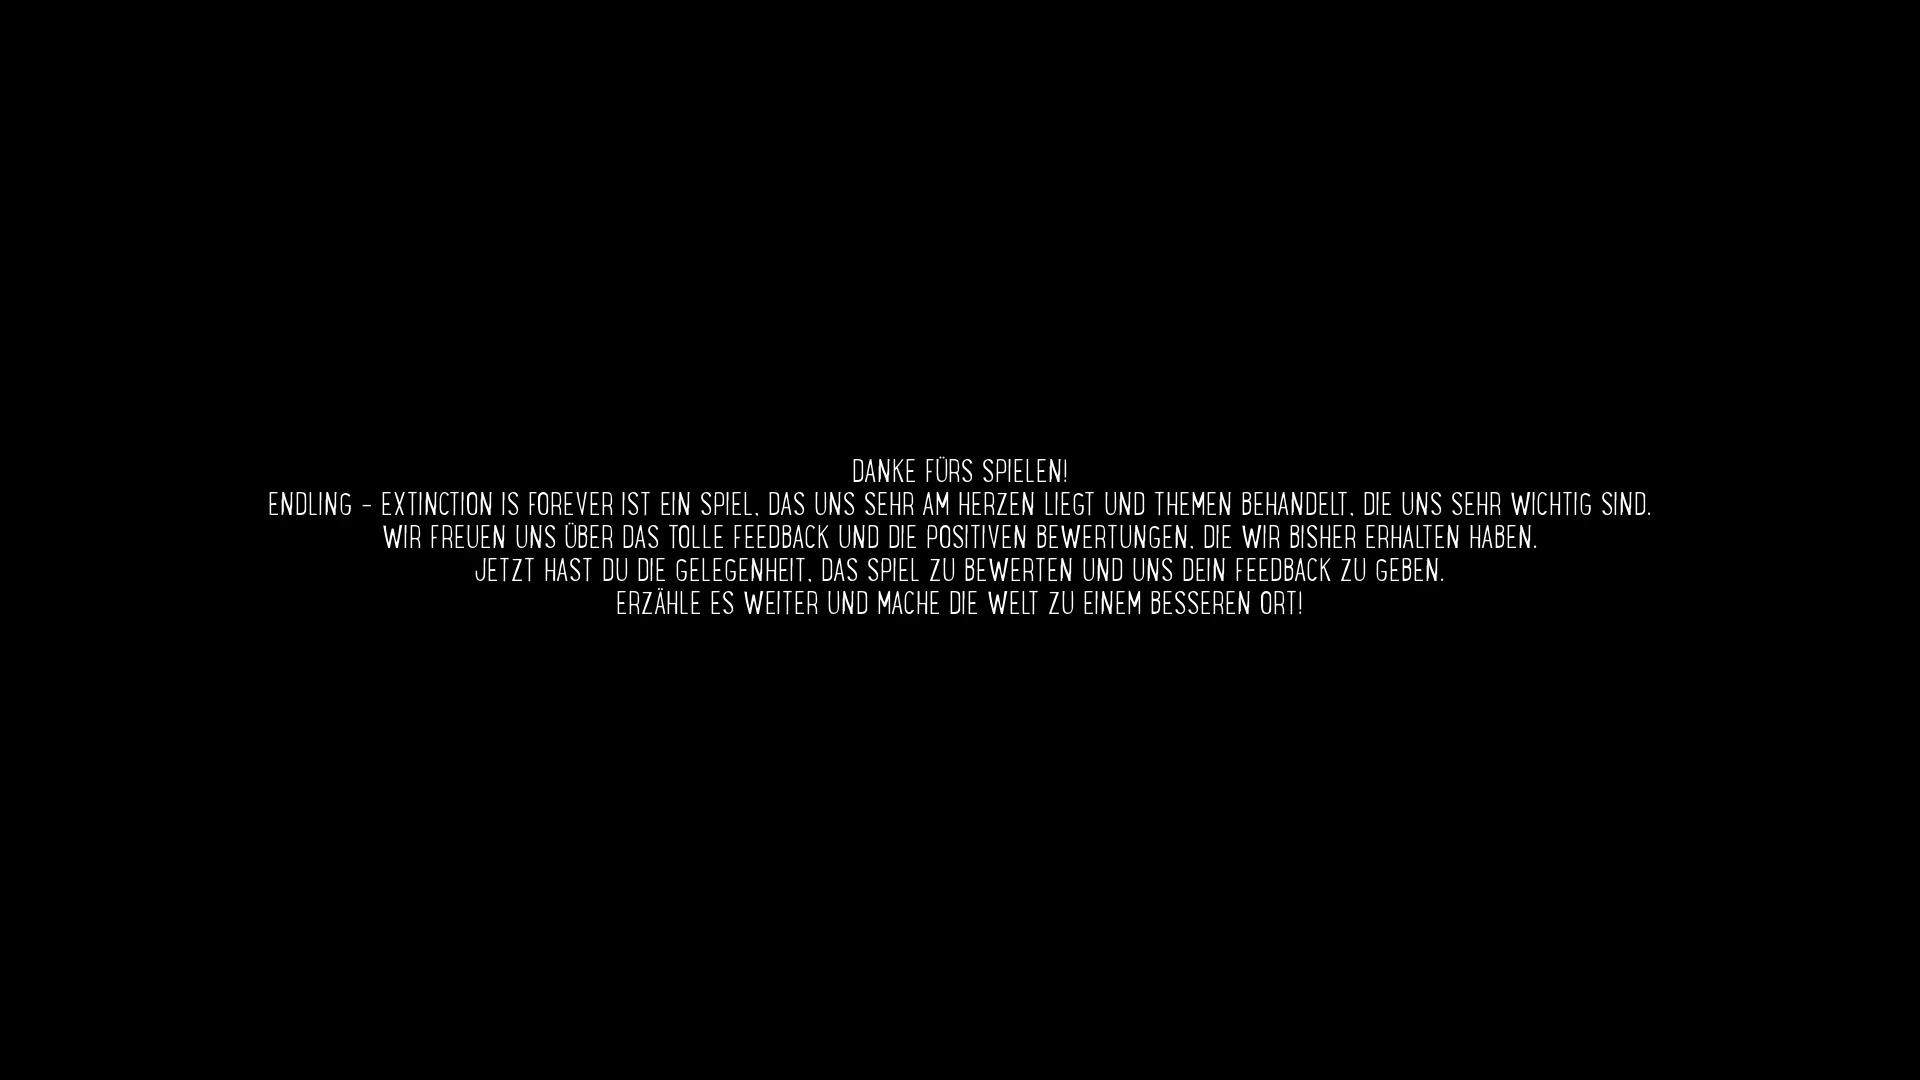 DANKE FÜRS SPIELEN!
ENDLING - EXTINCTION IS FOREVER IST EIN SPIEL, DAS UNS SEHR AM HERZEN LIEGT UND THEMEN BEHANDELT, DIE UNS SEHR WICHTIG SIND.
WIR FREUEN UNS ÜBER DAS TOLLE FEEDBACK UND DIE POSITIVEN BEWERTUNGEN, DIE WIR BISHER ERHALTEN HABEN.
JETZT HAST DU DIE GELEGENHEIT, DAS SPIEL ZU BEWERTEN UND UNS DEIN FEEDBACK ZU GEBEN.
ERZÄHLE ES WEITER UND MACHE DIE WELT ZU EINEM BESSEREN ORT!